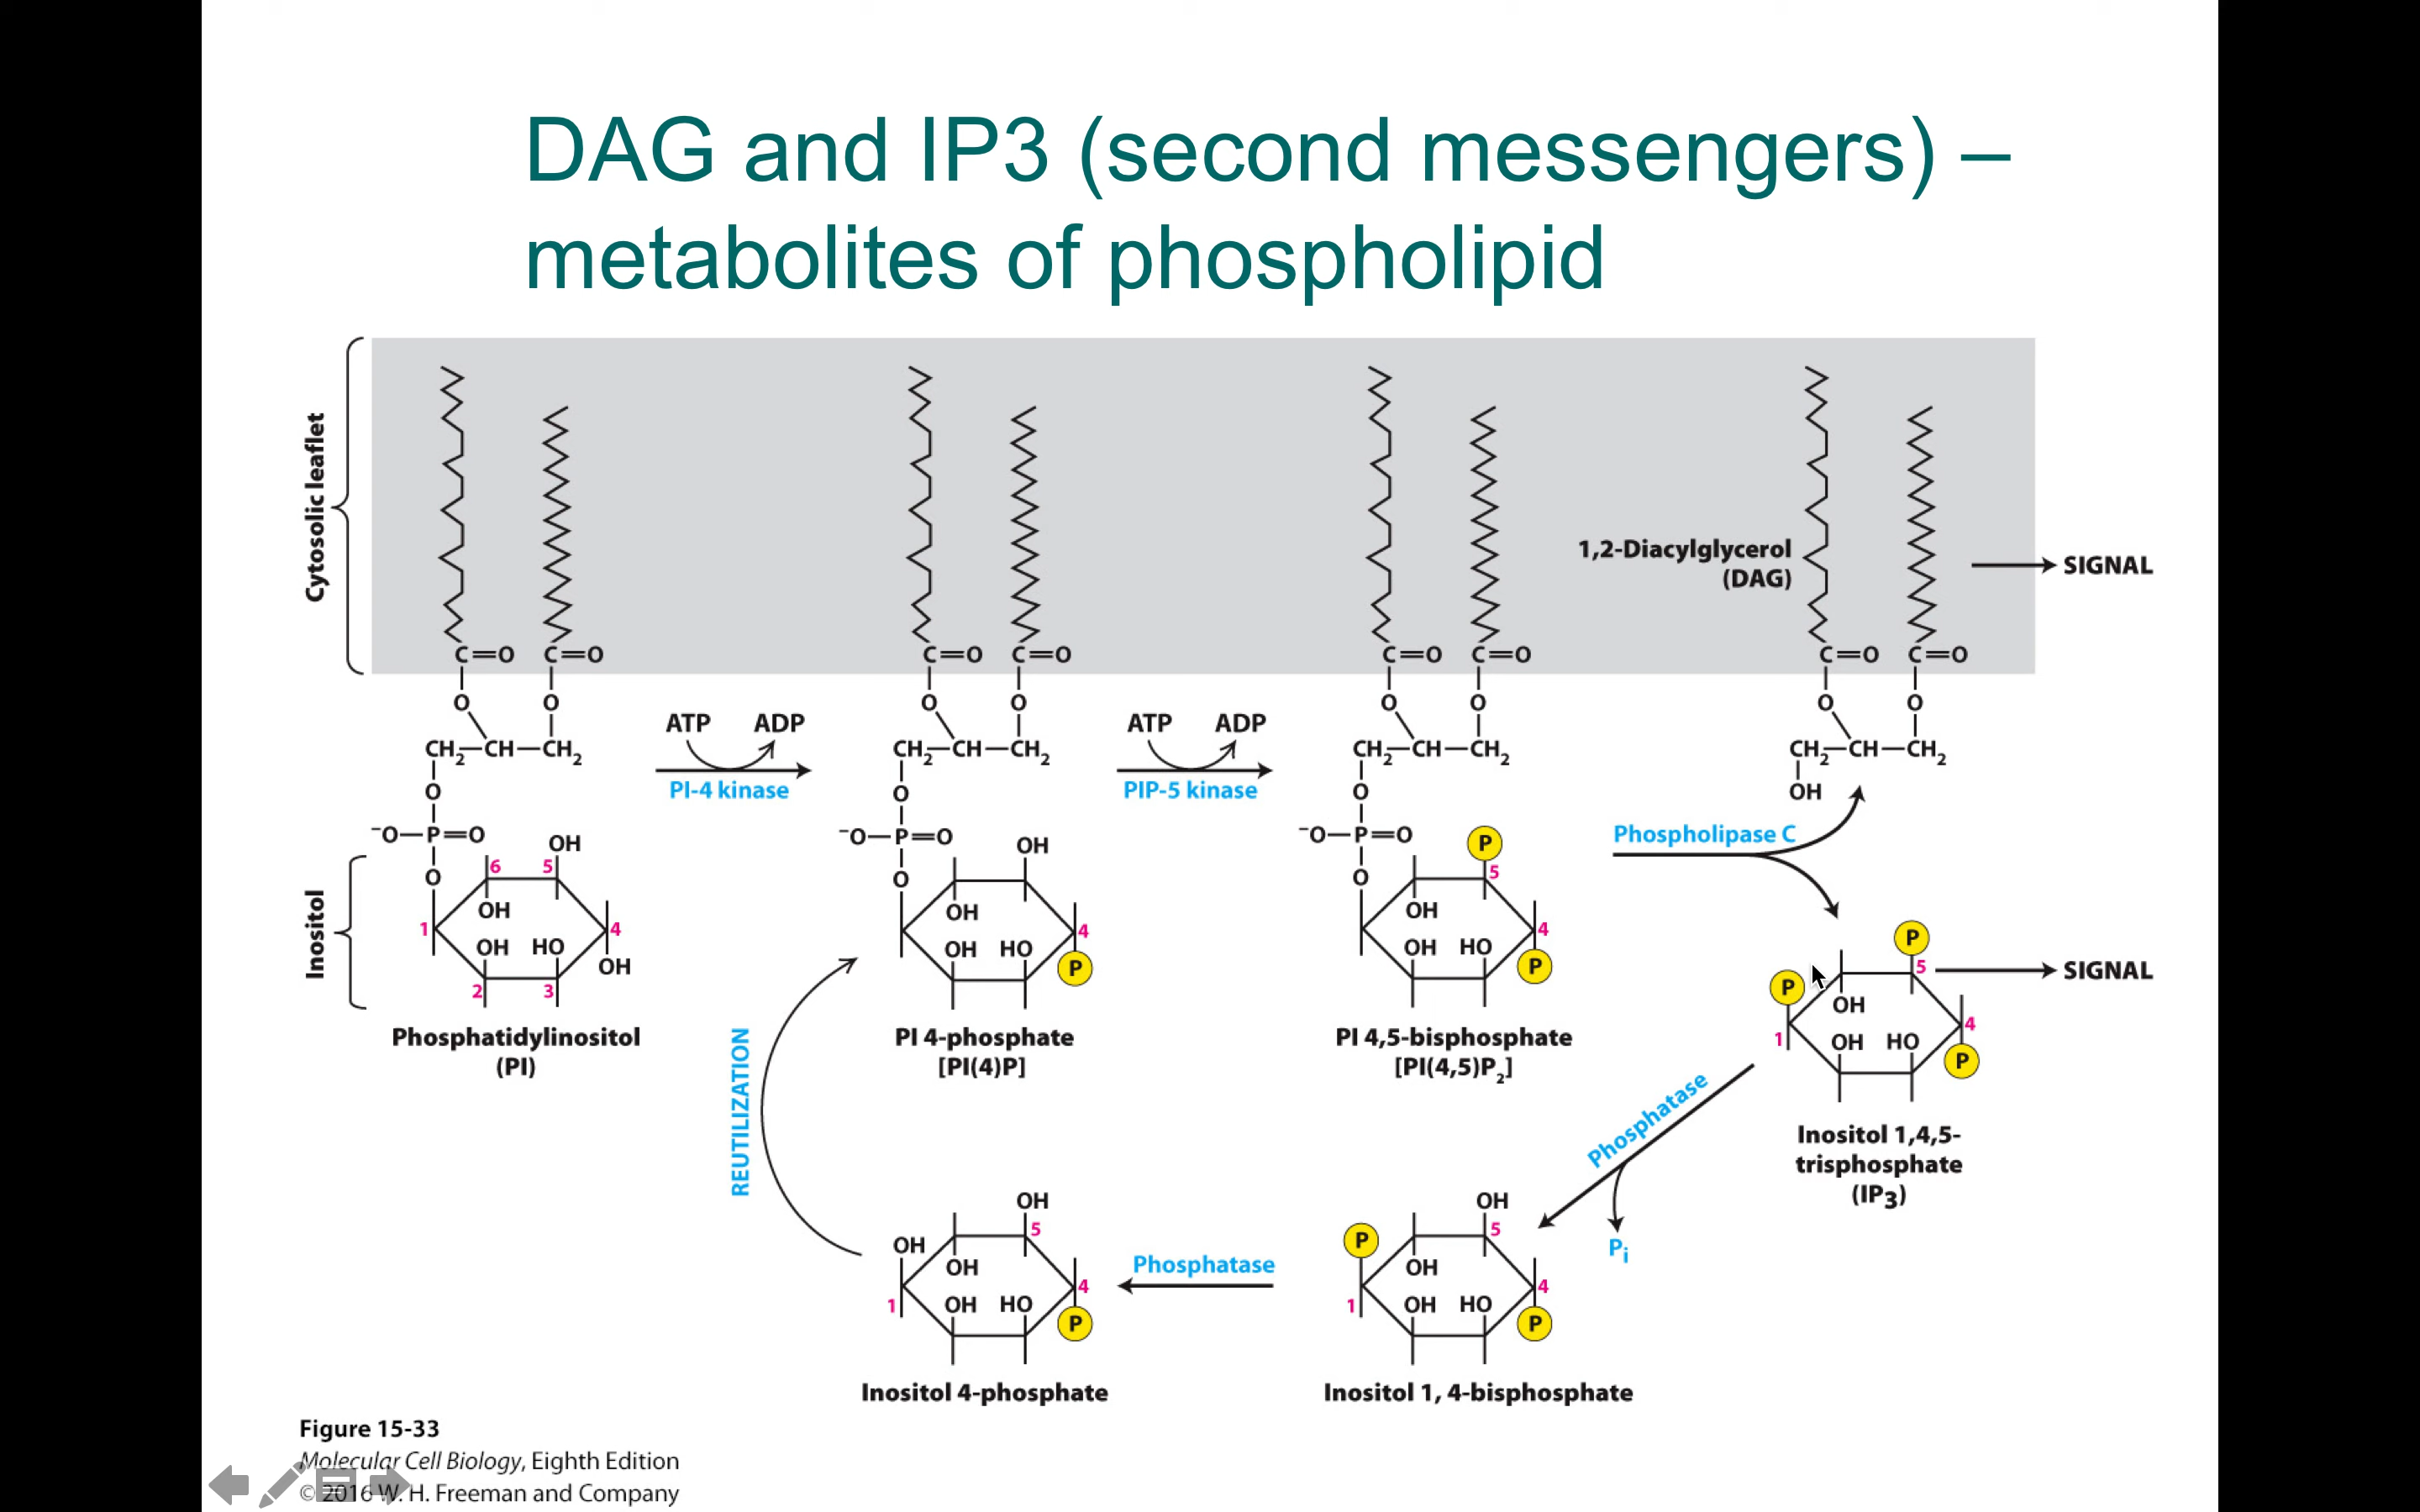 DAG and IP3 (second messengers) –
metabolites of phospholipid
Cytosolic leaflet
1,2-Diacylglycerol
(DAG)
SIGNAL
C=O C=O
C=O C=O
C=O C=O
C=O C=O
O O
O O
O O
O O
CH2—CH—CH2
ATP ADP
PI-4 kinase
CH2—CH—CH2
ATP ADP
PIP-5 kinase
CH2—CH—CH2
CH2—CH—CH2
OH
Phospholipase C
O
⁻O—P=O
O
O
⁻O—P=O
O
O
⁻O—P=O
O
Inositol
OH
6 5
OH
1 4
OH HO
OH
2 3
Phosphatidylinositol
(PI)
OH
OH
4
OH HO
P
PI 4-phosphate
[PI(4)P]
P
5
OH
4
OH HO
P
PI 4,5-bisphosphate
[PI(4,5)P2]
P
5
SIGNAL
P
OH
4
1
OH HO
P
Inositol 1,4,5-
trisphosphate
(IP3)
REUTILIZATION
Phosphatase
Pi
OH
5
P
OH
4
1
OH HO
P
Inositol 1, 4-bisphosphate
Phosphatase
OH
5
OH
OH
4
1
OH HO
P
Inositol 4-phosphate
Figure 15-33
Molecular Cell Biology, Eighth Edition
© 2016 W. H. Freeman and Company